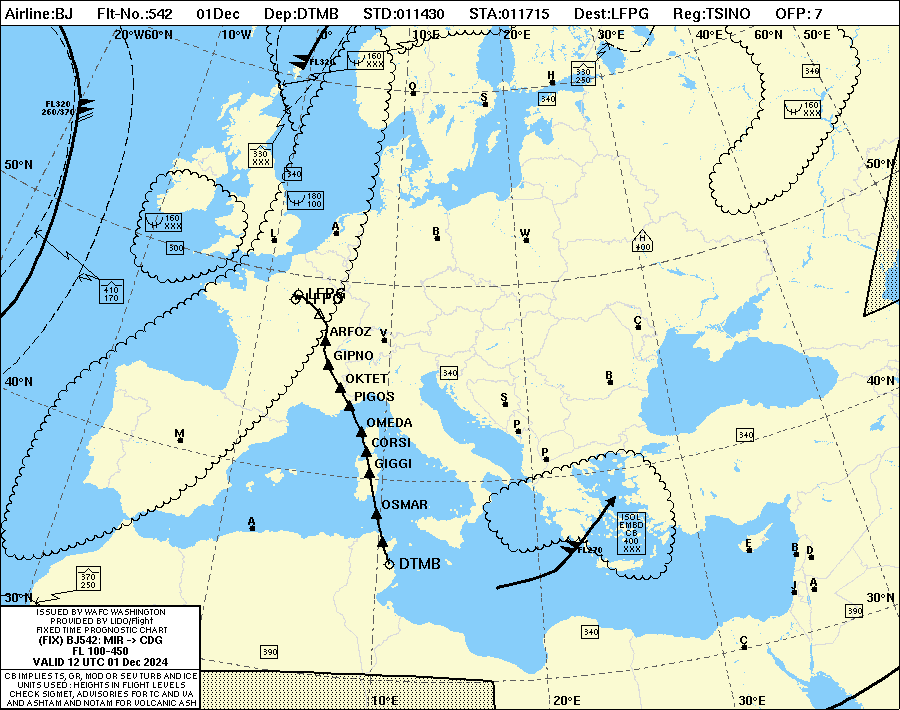 Airline:BJ Flt-No.:542 01Dec Dep:DTMB STD:011430 STA:011715 Dest:LFPG Reg:TSINO OFP: 7
20°W60°N 10°W 0° 10°E 20°E 30°E 40°E 60°N 50°E
FL320
160
XXX
330
250
340
H
O
S
340
FL320
260/370
160
XXX
330
XXX
50°N
50°N
340
180
100
160
XXX
L
A
B
W
H
400
300
410
170
LFPG
LFPO
ARFOZ
V
C
GIPNO
340
OKTET
B
40°N
40°N
PIGOS
S
OMEDA
P
M
340
CORSI
P
GIGGI
OSMAR
A
ISOL
EMBD
CB
400
XXX
FL270
E
B
D
DTMB
370
250
J
A
30°N
30°N
390
340
C
390
ISSUED BY WAFC WASHINGTON
PROVIDED BY LIDO/Flight
FIXED TIME PROGNOSTIC CHART
(FIX) BJ542: MIR -> CDG
FL 100-450
VALID 12 UTC 01 Dec 2024
CB IMPLIES TS, GR, MOD OR SEV TURB AND ICE
UNITS USED : HEIGHTS IN FLIGHT LEVELS
CHECK SIGMET, ADVISORIES FOR TC AND VA
AND ASHTAM AND NOTAM FOR VOLCANIC ASH
10°E 20°E 30°E